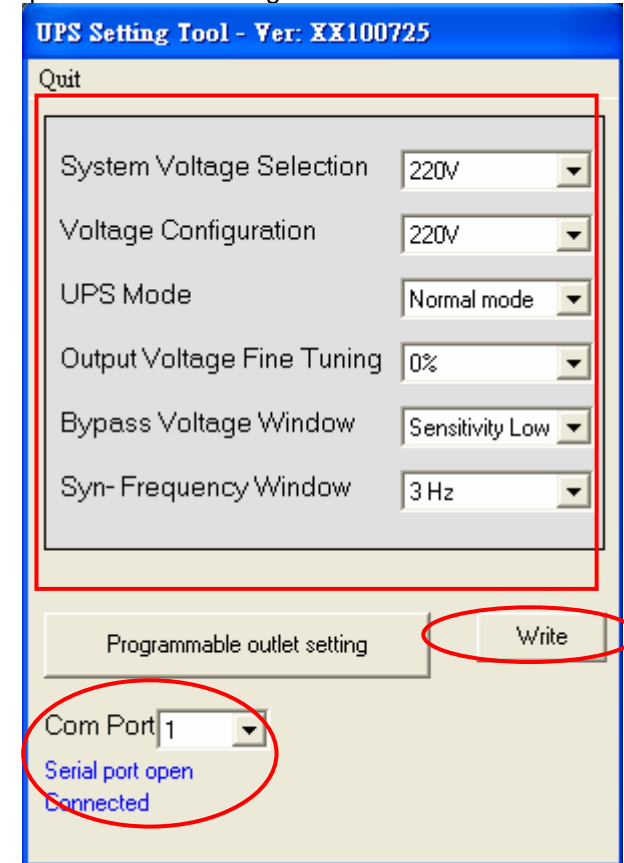 UPS Setting Tool - Ver: XX100725
Quit
System Voltage Selection 220V
Voltage Configuration 220V
UPS Mode Normal mode
Output Voltage Fine Tuning 0%
Bypass Voltage Window Sensitivity Low
Syn- Frequency Window 3 Hz
Programmable outlet setting Write
Com Port 1
Serial port open
Connected